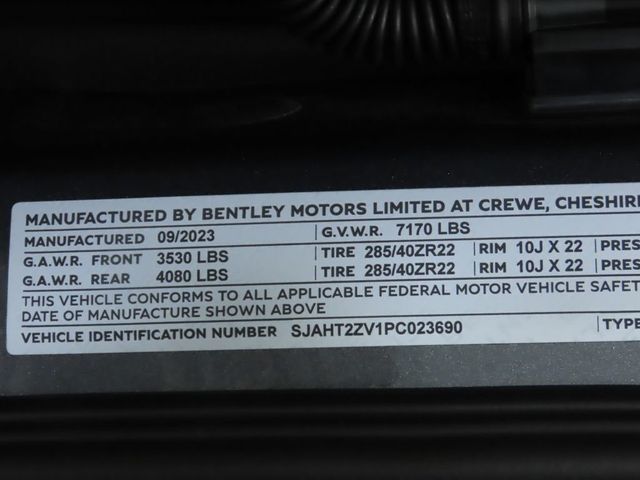 MANUFACTURED BY BENTLEY MOTORS LIMITED AT CREWE, CHESHIRE
MANUFACTURED 09/2023 G.V.W.R. 7170 LBS
G.A.W.R. FRONT 3530 LBS TIRE 285/40ZR22 RIM 10J X 22 PRES
G.A.W.R. REAR 4080 LBS TIRE 285/40ZR22 RIM 10J X 22 PRES
THIS VEHICLE CONFORMS TO ALL APPLICABLE FEDERAL MOTOR VEHICLE SAFET
DATE OF MANUFACTURE SHOWN ABOVE
VEHICLE IDENTIFICATION NUMBER SJAHT2ZV1PC023690 TYPE